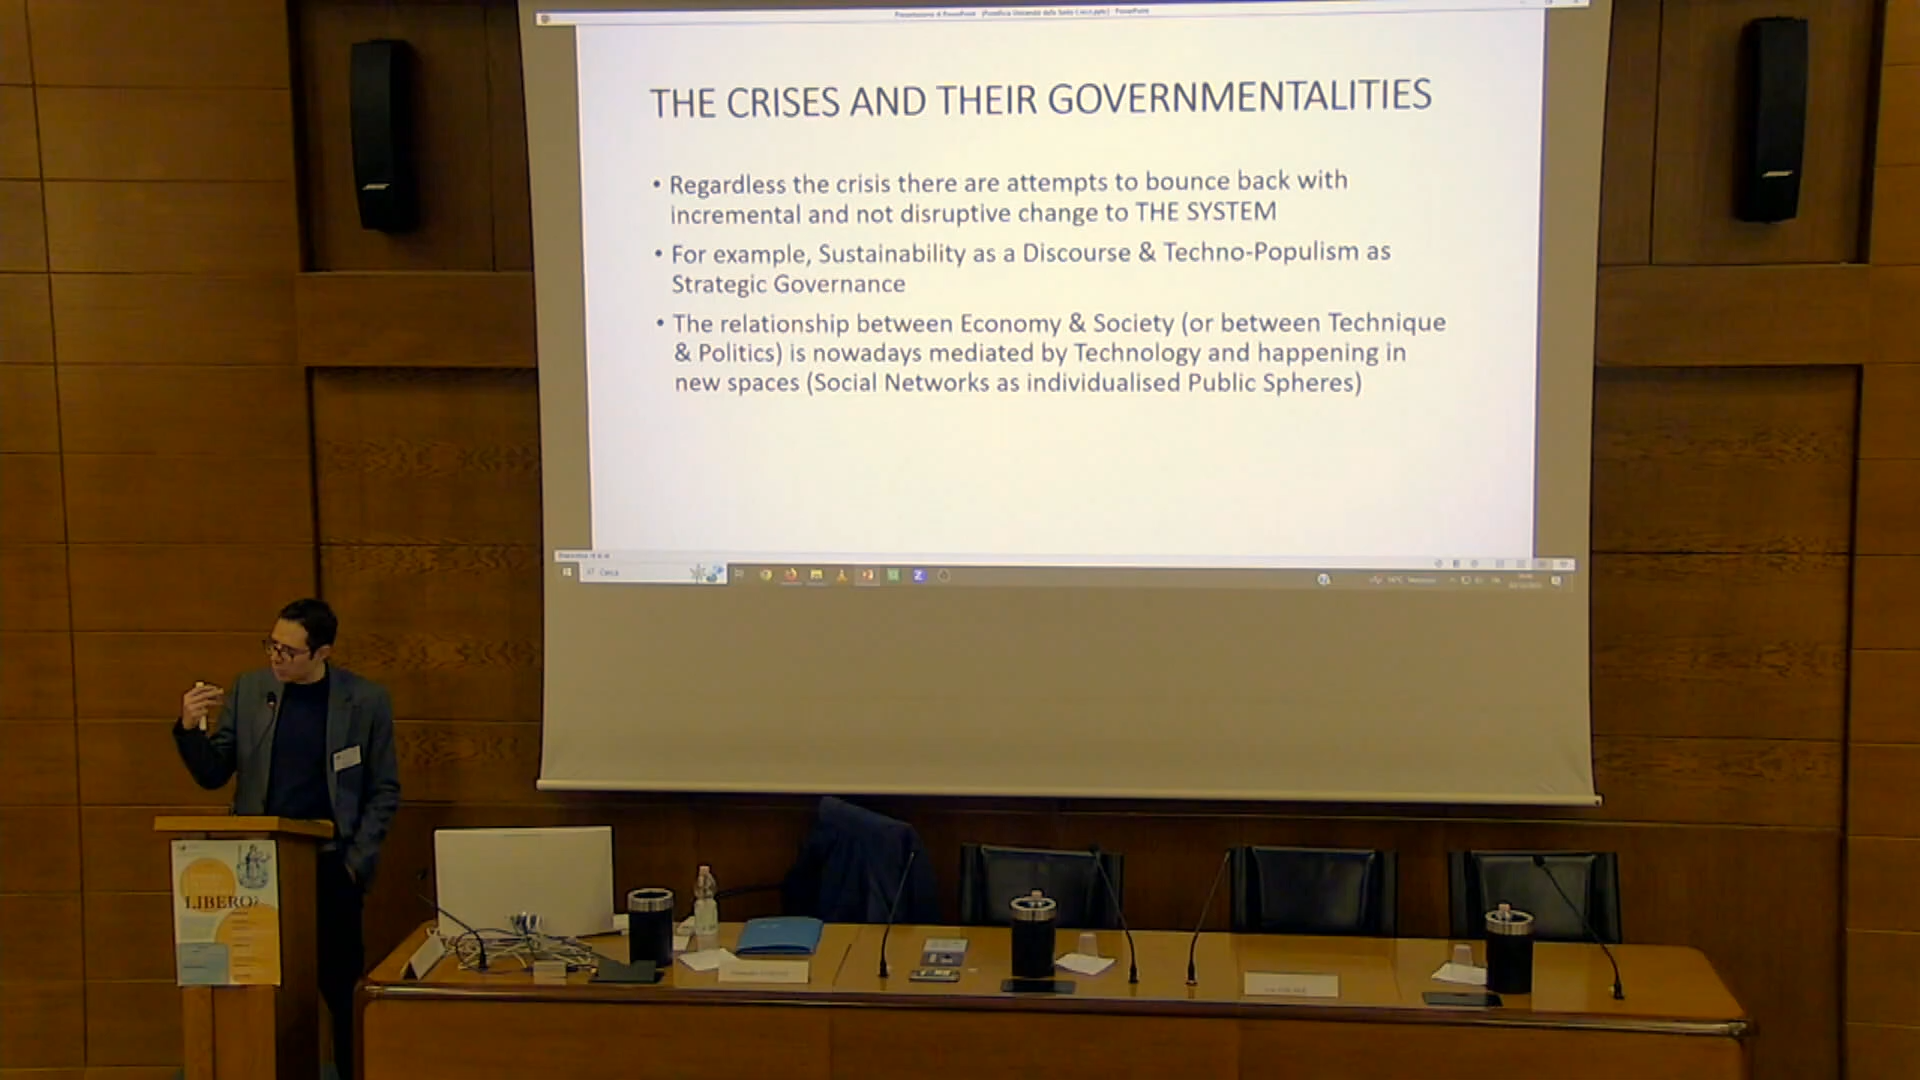 THE CRISES AND THEIR GOVERNMENTALITIES
• Regardless the crisis there are attempts to bounce back with
incremental and not disruptive change to THE SYSTEM
• For example, Sustainability as a Discourse & Techno-Populism as
Strategic Governance
• The relationship between Economy & Society (or between Technique
& Politics) is nowadays mediated by Technology and happening in
new spaces (Social Networks as individualised Public Spheres)
Cerca
LIBERO?